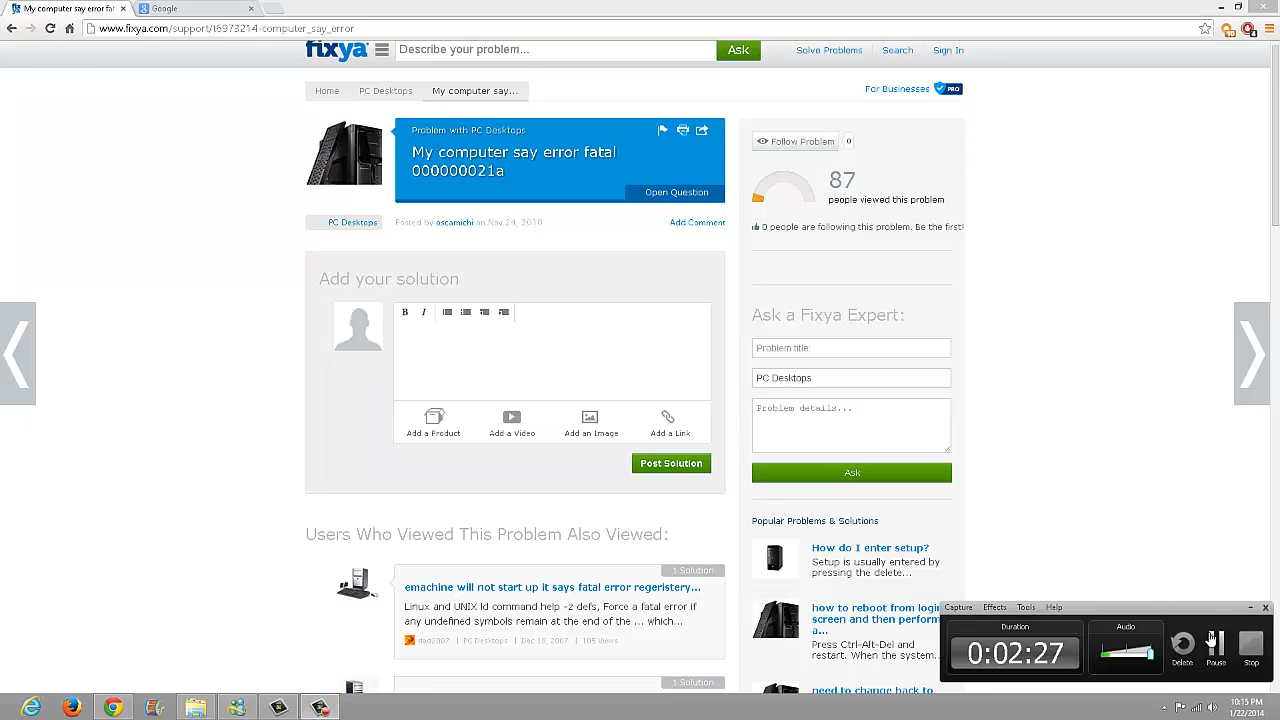 My computer say error fat
Google
www.fixya.com/support/t6973214-computer_say_error
fixya
Describe your problem...
Ask
Solve Problems
Search
Sign In
Home
PC Desktops
My computer say...
For Businesses
PRO
Problem with PC Desktops
My computer say error fatal
000000021a
Open Question
PC Desktops
Posted by oscamichi on Nov 24, 2010
Add Comment
Follow Problem
0
87
people viewed this problem
0 people are following this problem. Be the first!
Add your solution
B I
Add a Product
Add a Video
Add an Image
Add a Link
Post Solution
Ask a Fixya Expert:
Problem title:
PC Desktops
Problem details...
Ask
Popular Problems & Solutions
How do I enter setup?
Setup is usually entered by
pressing the delete...
how to reboot from login
screen and then perform
a...
Press Ctrl-Alt-Del and
restart. When the system...
need to change back to
Users Who Viewed This Problem Also Viewed:
1 Solution
emachine will not start up it says fatal error regeristery...
Linux and UNIX ld command help -z defs, Force a fatal error if
any undefined symbols remain at the end of the ... which...
dad2007 | PC Desktops | Dec 19, 2007 | 105 Views
1 Solution
Capture Effects Tools Help
Duration
0:02:27
Audio
Delete
Pause
Stop
10:15 PM
1/22/2014